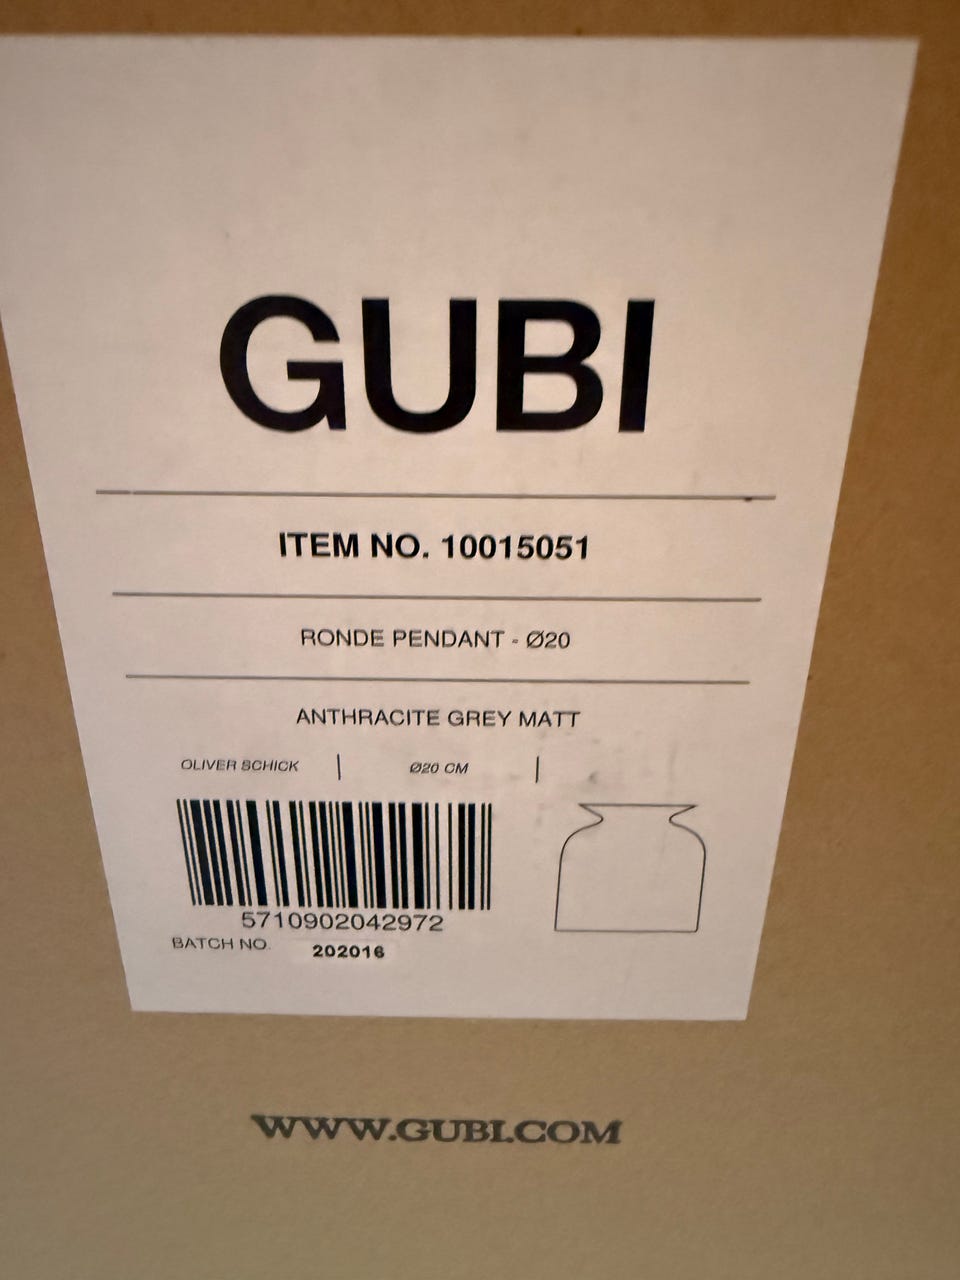 GUBI
ITEM NO. 10015051
RONDE PENDANT - Ø20
ANTHRACITE GREY MATT
OLIVER SCHICK | Ø20 CM |
5710902042972
BATCH NO. 202016
WWW.GUBI.COM